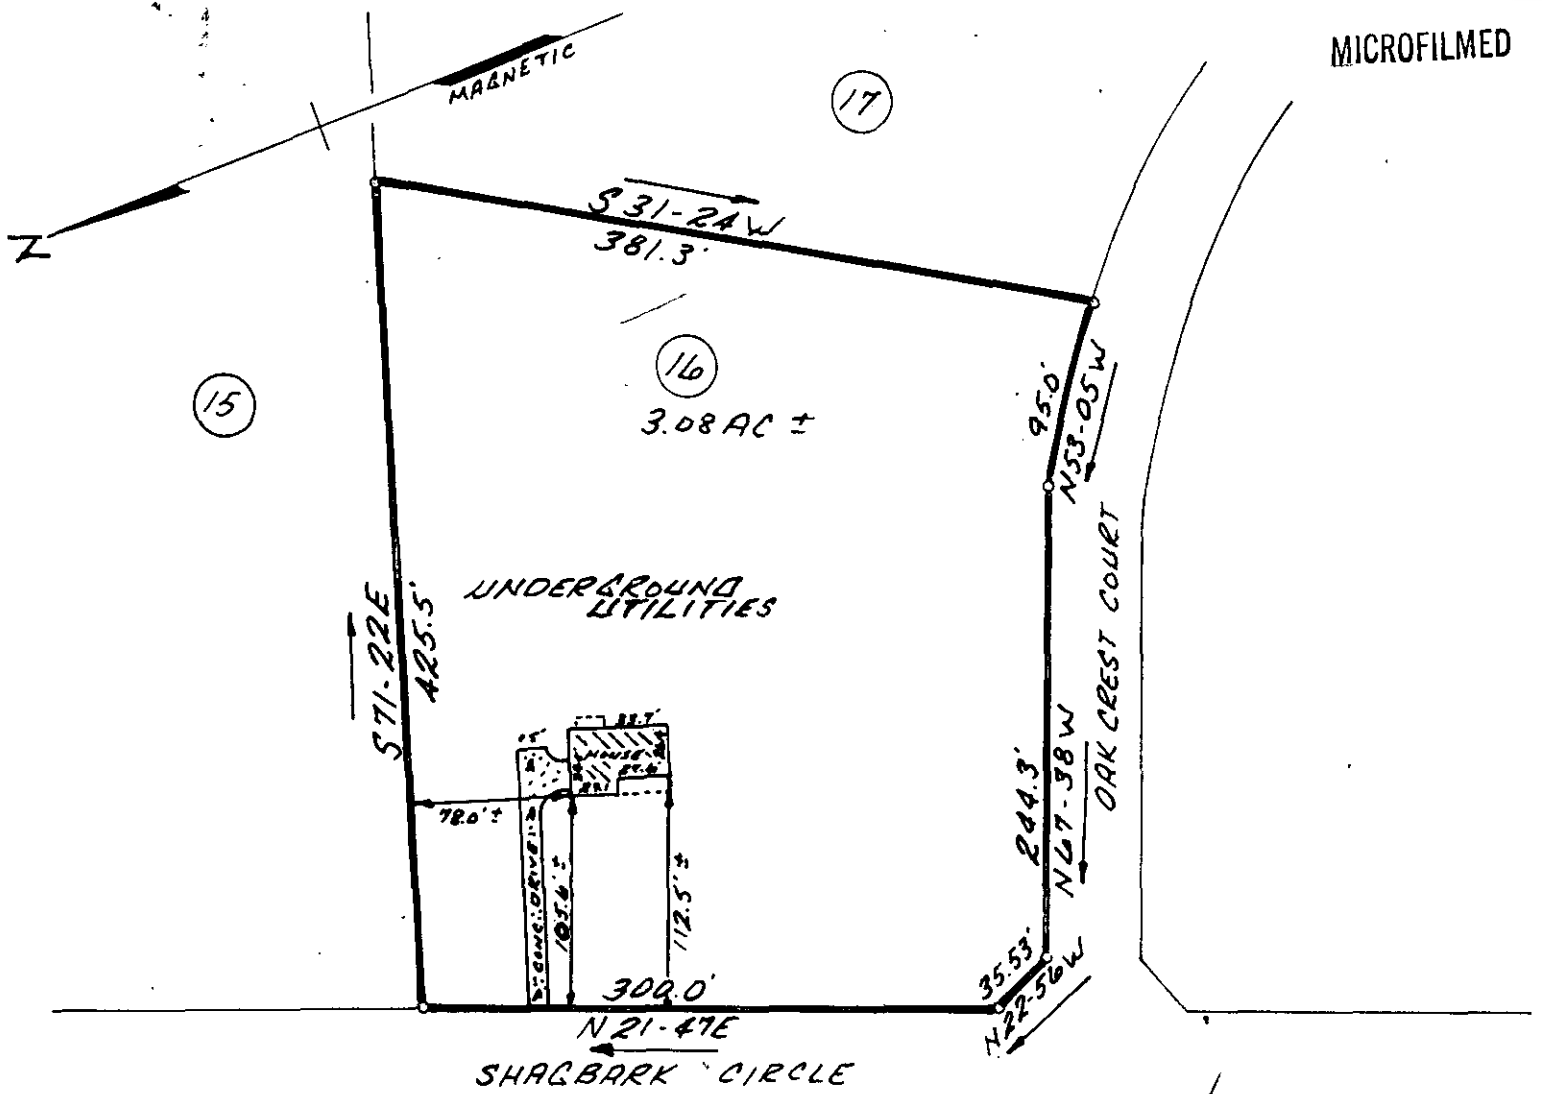 MICROFILMED
MAGNETIC
17
N
S 31-24 W
381.3'
16
3.08 AC ±
15
95.0'
N53-05W
UNDERGROUND
UTILITIES
S 71-22E
425.5'
OAK CREST COURT
HOUSE
78.0' ±
CONC. DRIVE
105.6' ±
112.5' ±
244.3'
N67-38W
35.53'
N22-56W
300.0'
N 21-47E
SHAGBARK CIRCLE